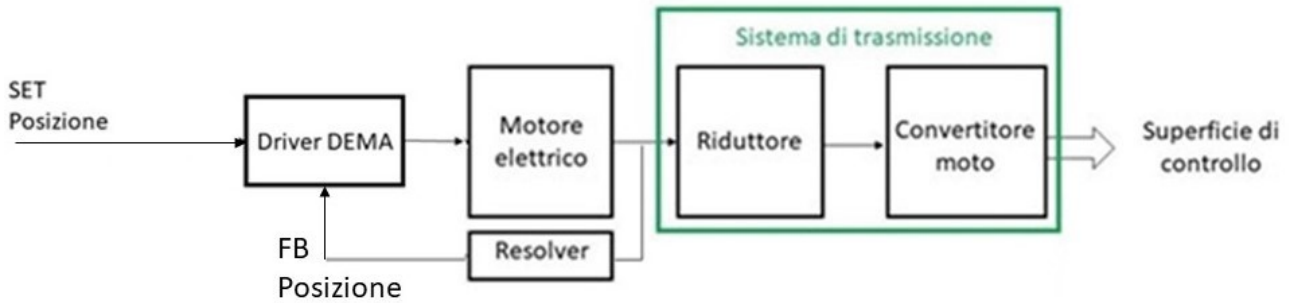 Sistema di trasmissione
SET
Posizione
Driver DEMA
Motore
elettrico
Riduttore
Convertitore
moto
Superficie di
controllo
Resolver
FB
Posizione